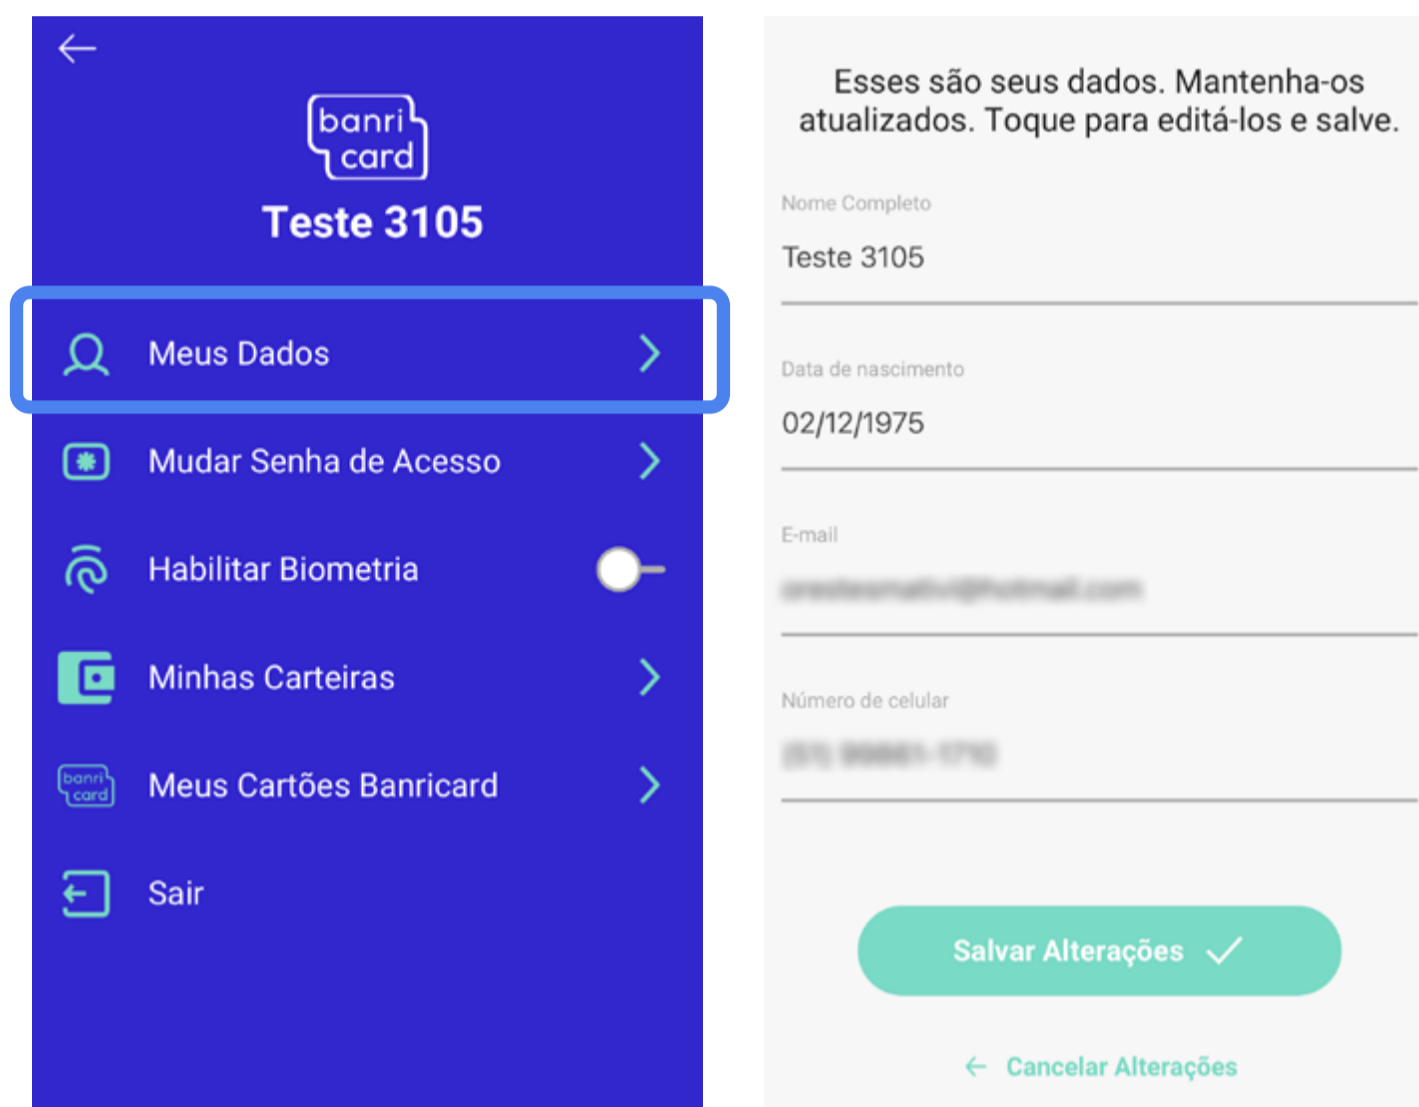 banri
card
Teste 3105
Meus Dados
Mudar Senha de Acesso
Habilitar Biometria
Minhas Carteiras
banri
card
Meus Cartões Banricard
Sair
Esses são seus dados. Mantenha-os
atualizados. Toque para editá-los e salve.
Nome Completo
Teste 3105
Data de nascimento
02/12/1975
E-mail
Número de celular
Salvar Alterações
Cancelar Alterações